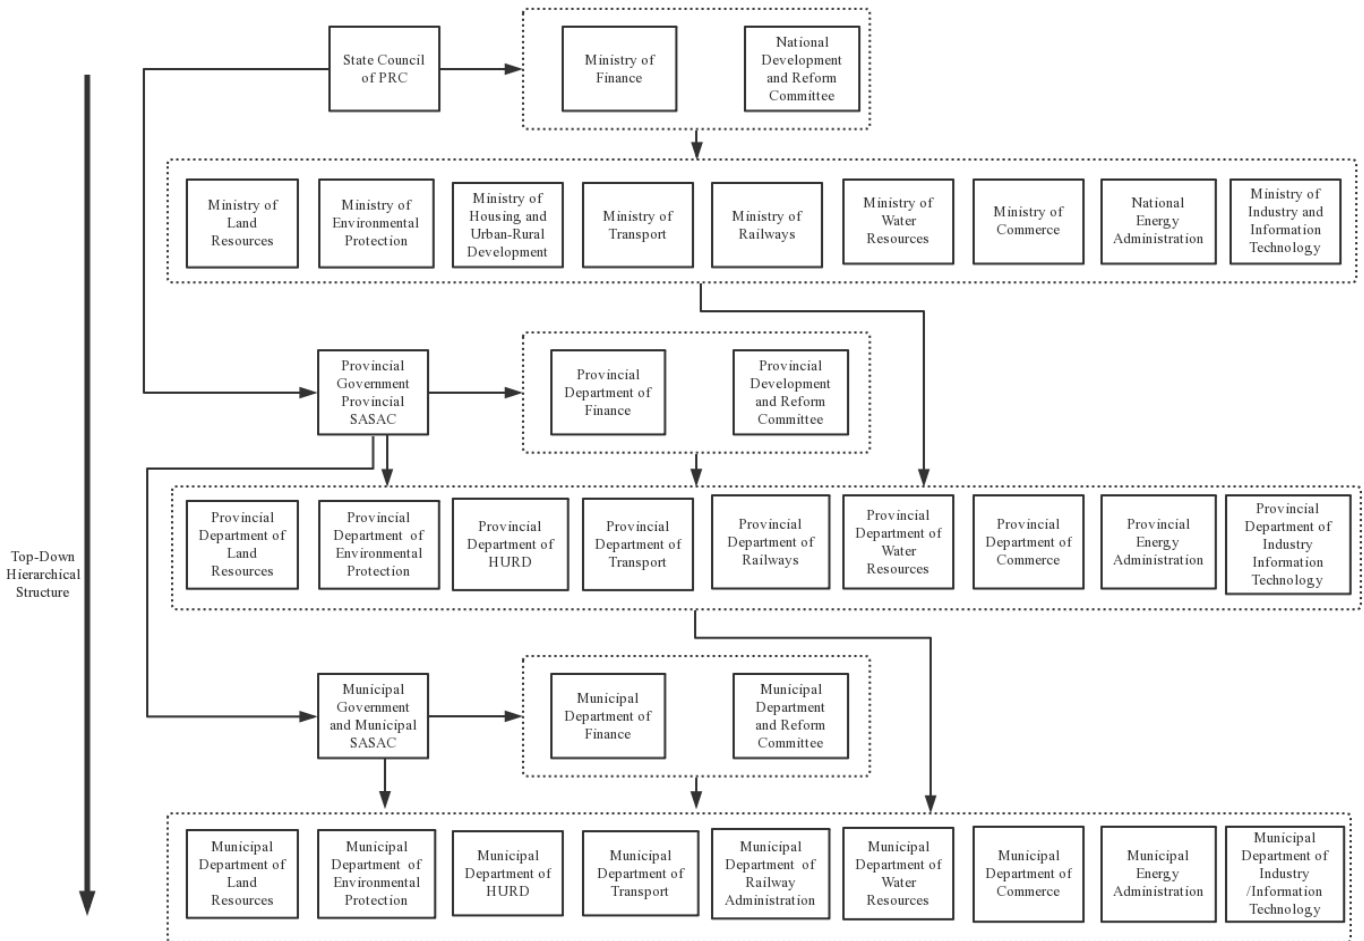 State Council
of PRC
Ministry of
Finance
National
Development
and Reform
Committee
Ministry of
Land
Resources
Ministry of
Environmental
Protection
Ministry of
Housing and
Urban-Rural
Development
Ministry of
Transport
Ministry of
Railways
Ministry of
Water
Resources
Ministry of
Commerce
National
Energy
Administration
Ministry of
Industry and
Information
Technology
Provincial
Government
Provincial
SASAC
Provincial
Department of
Finance
Provincial
Development
and Reform
Committee
Top-Down
Hierarchical
Structure
Provincial
Department of
Land
Resources
Provincial
Department of
Environmental
Protection
Provincial
Department of
HURD
Provincial
Department of
Transport
Provincial
Department of
Railways
Provincial
Department of
Water
Resources
Provincial
Department of
Commerce
Provincial
Energy
Administration
Provincial
Department of
Industry
Information
Technology
Municipal
Government
and Municipal
SASAC
Municipal
Department of
Finance
Municipal
Department
and Reform
Committee
Municipal
Department of
Land
Resources
Municipal
Department of
Environmental
Protection
Municipal
Department of
HURD
Municipal
Department of
Transport
Municipal
Department of
Railway
Administration
Municipal
Department of
Water
Resources
Municipal
Department of
Commerce
Municipal
Energy
Administration
Municipal
Department of
Industry
/Information
Technology